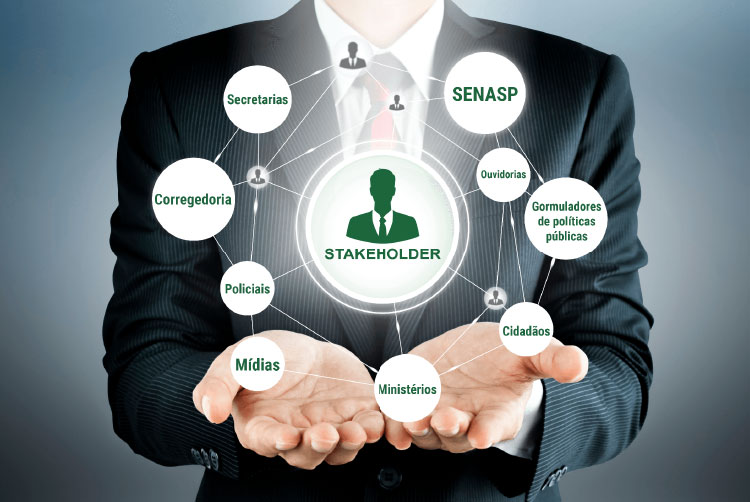 Secretarias
SENASP
Corregedoria
Ouvidorias
Gormuladores
de políticas
públicas
STAKEHOLDER
Policiais
Cidadãos
Mídias
Ministérios